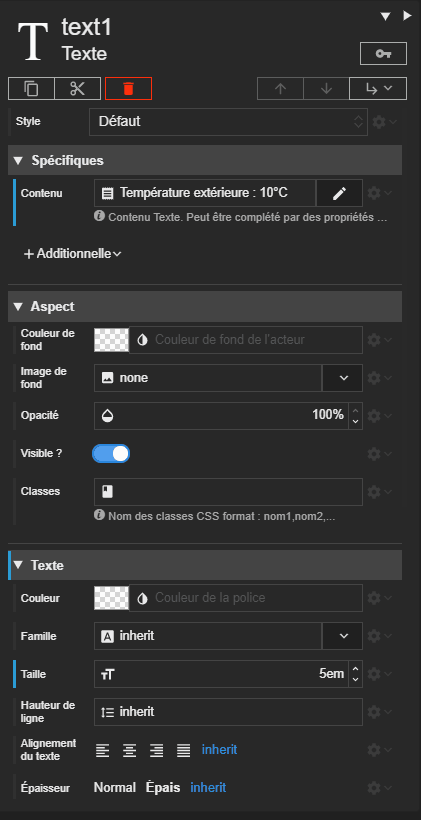 T text1
Texte
Style Défaut
Spécifiques
Contenu Température extérieure : 10°C
Contenu Texte. Peut être complété par des propriétés ...
+ Additionnelle
Aspect
Couleur de fond Couleur de fond de l'acteur
Image de fond none
Opacité 100%
Visible ?
Classes
Nom des classes CSS format : nom1,nom2,...
Texte
Couleur Couleur de la police
Famille A inherit
Taille 5em
Hauteur de ligne inherit
Alignement du texte inherit
Épaisseur Normal Épais inherit